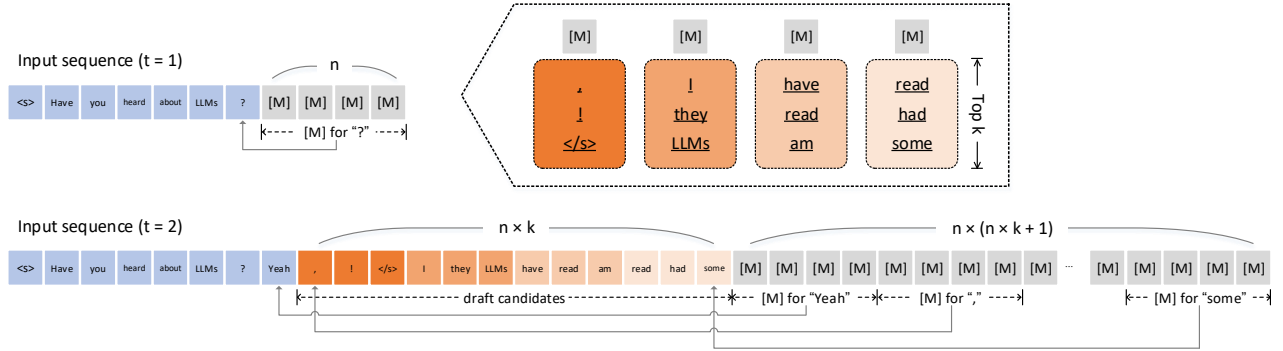 Input sequence (t = 1)
n
<s> Have you heard about LLMs ? [M] [M] [M] [M]
[M] for "?"
[M] [M] [M] [M]
, I have read
! they read had
</s> LLMs am some
Top k
Input sequence (t = 2)
n × k
n × (n × k + 1)
<s> Have you heard about LLMs ? Yeah , ! </s> I they LLMs have read am read had some [M] [M] [M] [M] [M] [M] [M] [M] [M] ... [M] [M] [M] [M] [M]
draft candidates
[M] for "Yeah"
[M] for ","
[M] for "some"